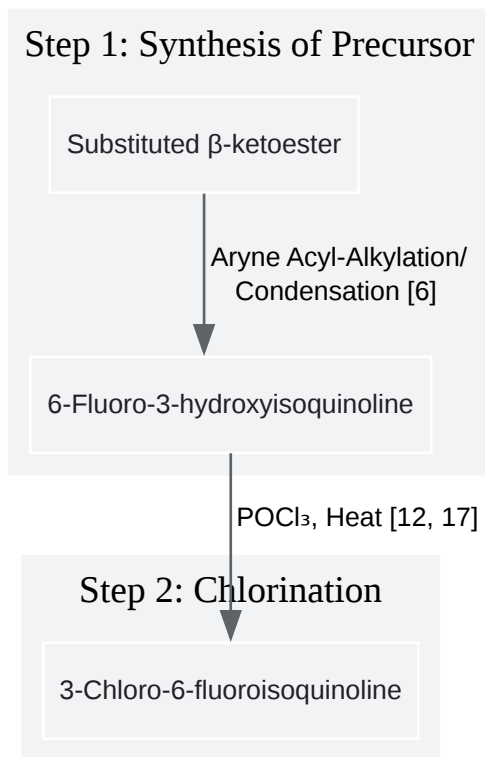 Step 1: Synthesis of Precursor
Substituted β-ketoester
Aryne Acyl-Alkylation/
Condensation [6]
6-Fluoro-3-hydroxyisoquinoline
POCl₃, Heat [12, 17]
Step 2: Chlorination
3-Chloro-6-fluoroisoquinoline